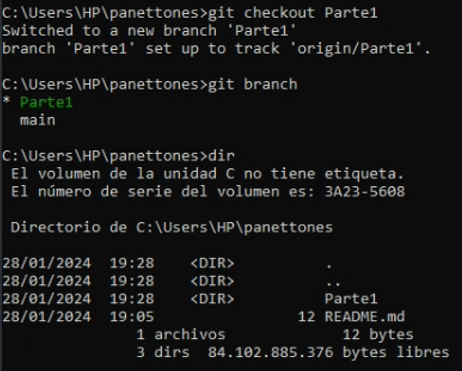 C:\Users\HP\panettones>git checkout Parte1
Switched to a new branch 'Parte1'
branch 'Parte1' set up to track 'origin/Parte1'.
C:\Users\HP\panettones>git branch
* Parte1
  main
C:\Users\HP\panettones>dir
 El volumen de la unidad C no tiene etiqueta.
 El número de serie del volumen es: 3A23-5608
 Directorio de C:\Users\HP\panettones
28/01/2024  19:28    <DIR>          .
28/01/2024  19:28    <DIR>          ..
28/01/2024  19:28    <DIR>          Parte1
28/01/2024  19:05                12 README.md
               1 archivos             12 bytes
               3 dirs  84.102.885.376 bytes libres